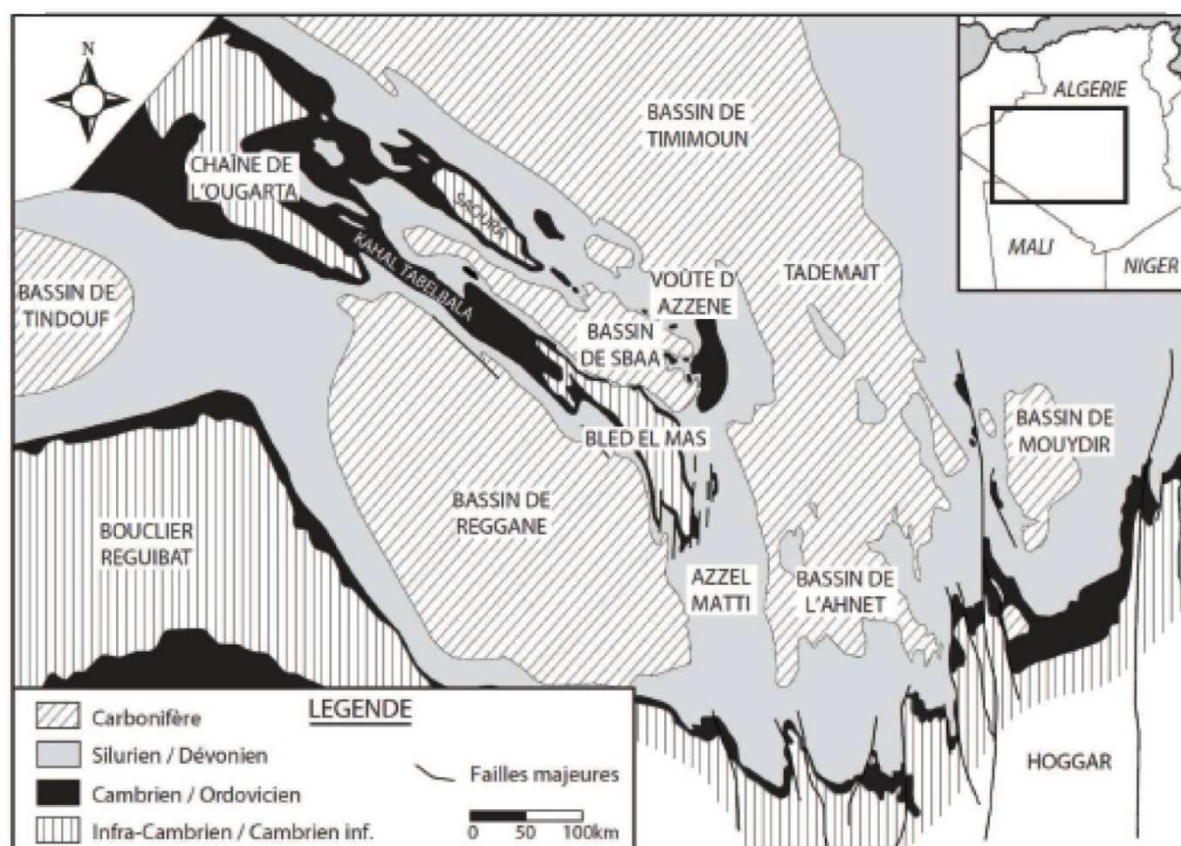 N
ALGERIE
MALI
NIGER
BASSIN DE
TIMIMOUN
CHAÎNE DE
L'OUGARTA
SAOURA
KAHAL TABELBALA
TADEMAIT
VOÛTE D
AZZENE
BASSIN DE
TINDOUF
BASSIN
DE SBAA
BASSIN DE
MOUYDIR
BLED EL MAS
BASSIN DE
REGGANE
BOUCLIER
REGUIBAT
AZZEL
MATTI
BASSIN DE
L'AHNET
HOGGAR
LEGENDE
Carbonifère
Silurien / Dévonien
Cambrien / Ordovicien
Infra-Cambrien / Cambrien inf.
Failles majeures
0 50 100km